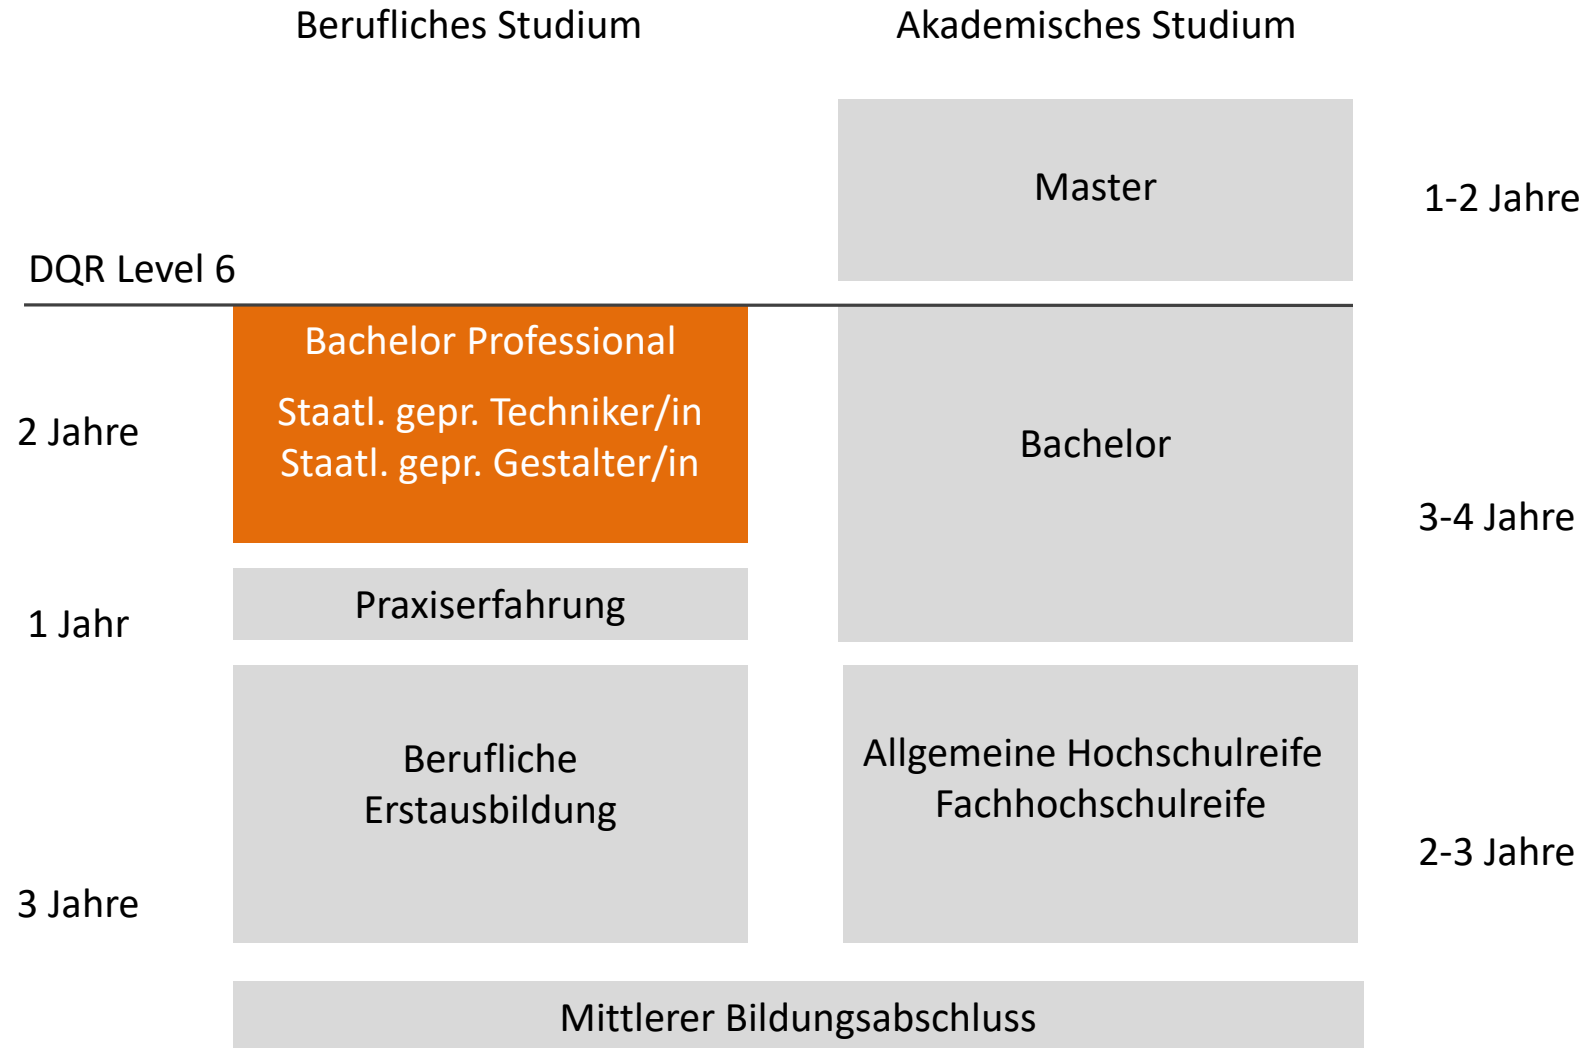 Berufliches Studium
Akademisches Studium
Master
1-2 Jahre
DQR Level 6
Bachelor Professional
Staatl. gepr. Techniker/in
Staatl. gepr. Gestalter/in
2 Jahre
Bachelor
3-4 Jahre
Praxiserfahrung
1 Jahr
Berufliche
Erstausbildung
3 Jahre
Allgemeine Hochschulreife
Fachhochschulreife
2-3 Jahre
Mittlerer Bildungsabschluss